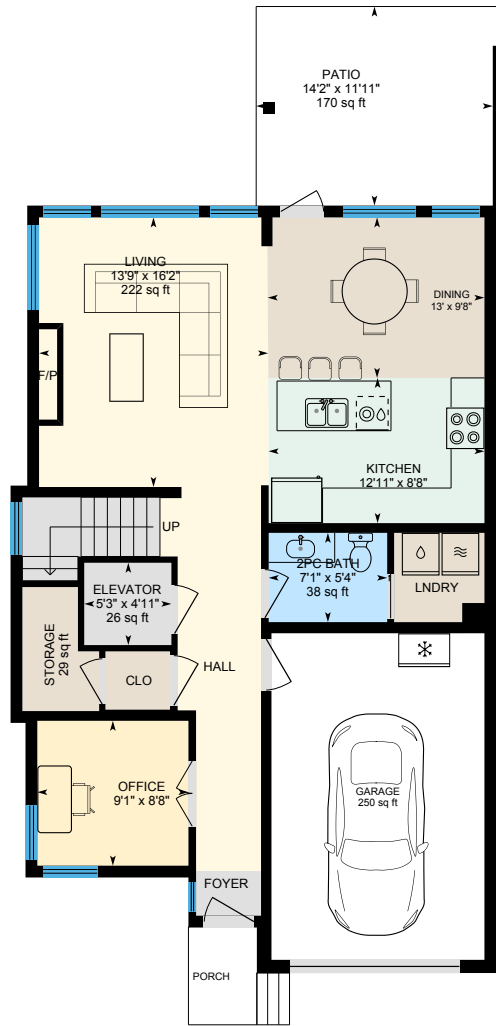 PATIO
14'2" x 11'11"
170 sq ft
LIVING
13'9" x 16'2"
222 sq ft
DINING
13' x 9'8"
F/P
KITCHEN
12'11" x 8'8"
UP
2PC BATH
7'1" x 5'4"
38 sq ft
LNDRY
ELEVATOR
5'3" x 4'11"
26 sq ft
STORAGE
29 sq ft
CLO
HALL
OFFICE
9'1" x 8'8"
GARAGE
250 sq ft
FOYER
PORCH